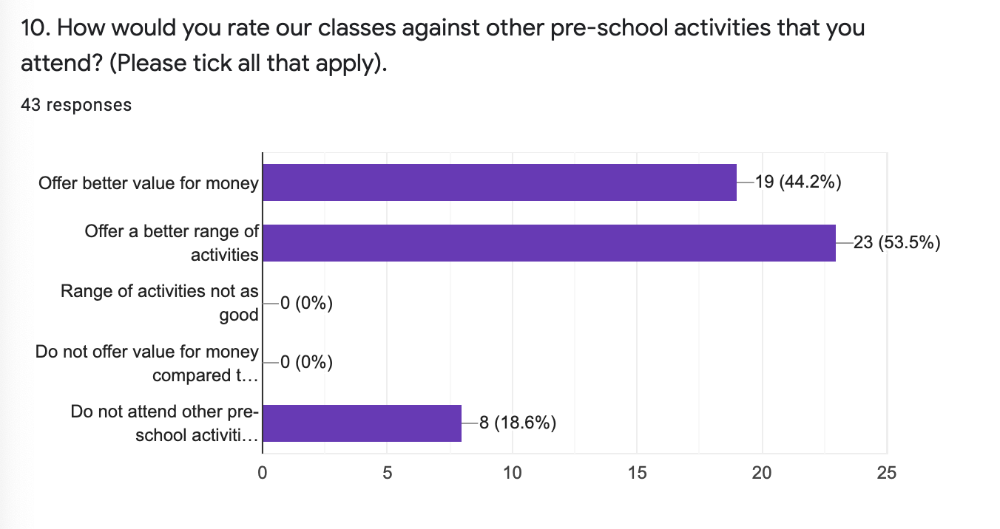 10. How would you rate our classes against other pre-school activities that you
attend? (Please tick all that apply).
43 responses
Offer better value for money
19 (44.2%)
Offer a better range of
activities
23 (53.5%)
Range of activities not as
good
0 (0%)
Do not offer value for money
compared t…
0 (0%)
Do not attend other pre-
school activiti…
8 (18.6%)
0 5 10 15 20 25